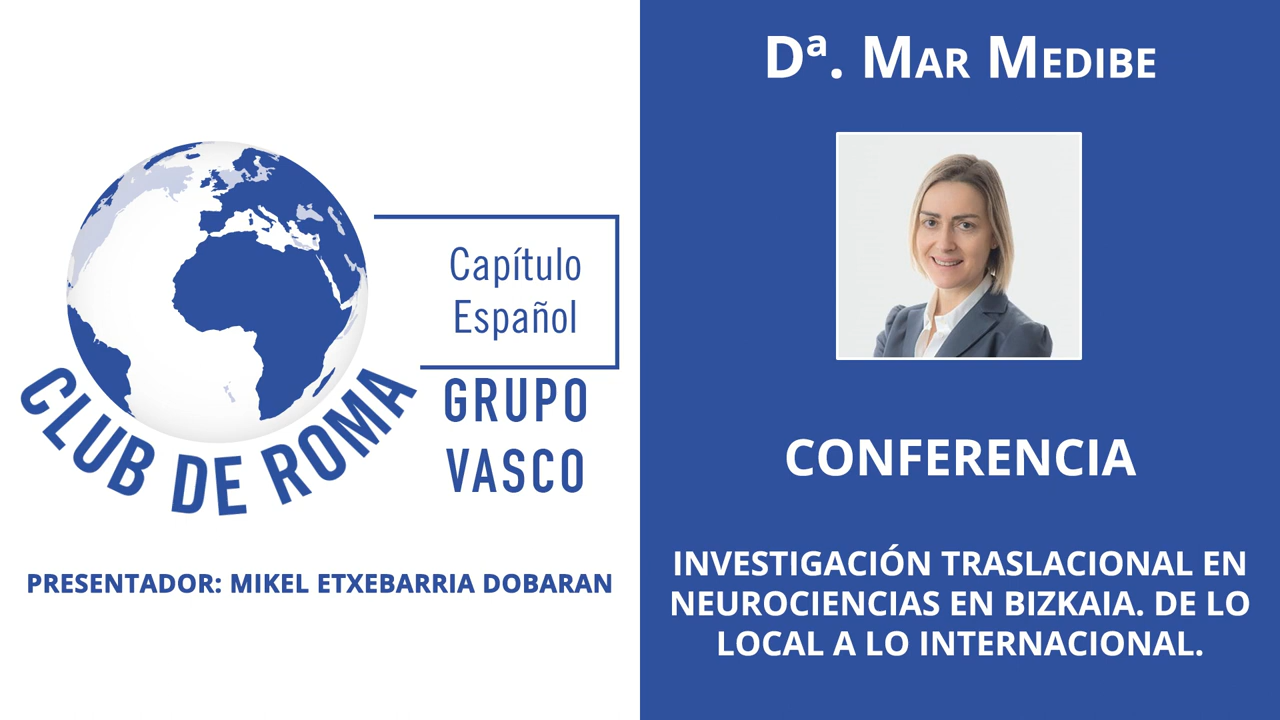 Capítulo
Español
CLUB DE ROMA
GRUPO
VASCO
PRESENTADOR: MIKEL ETXEBARRIA DOBARAN
Dª. MAR MEDIBE
CONFERENCIA
INVESTIGACIÓN TRASLACIONAL EN
NEUROCIENCIAS EN BIZKAIA. DE LO
LOCAL A LO INTERNACIONAL.